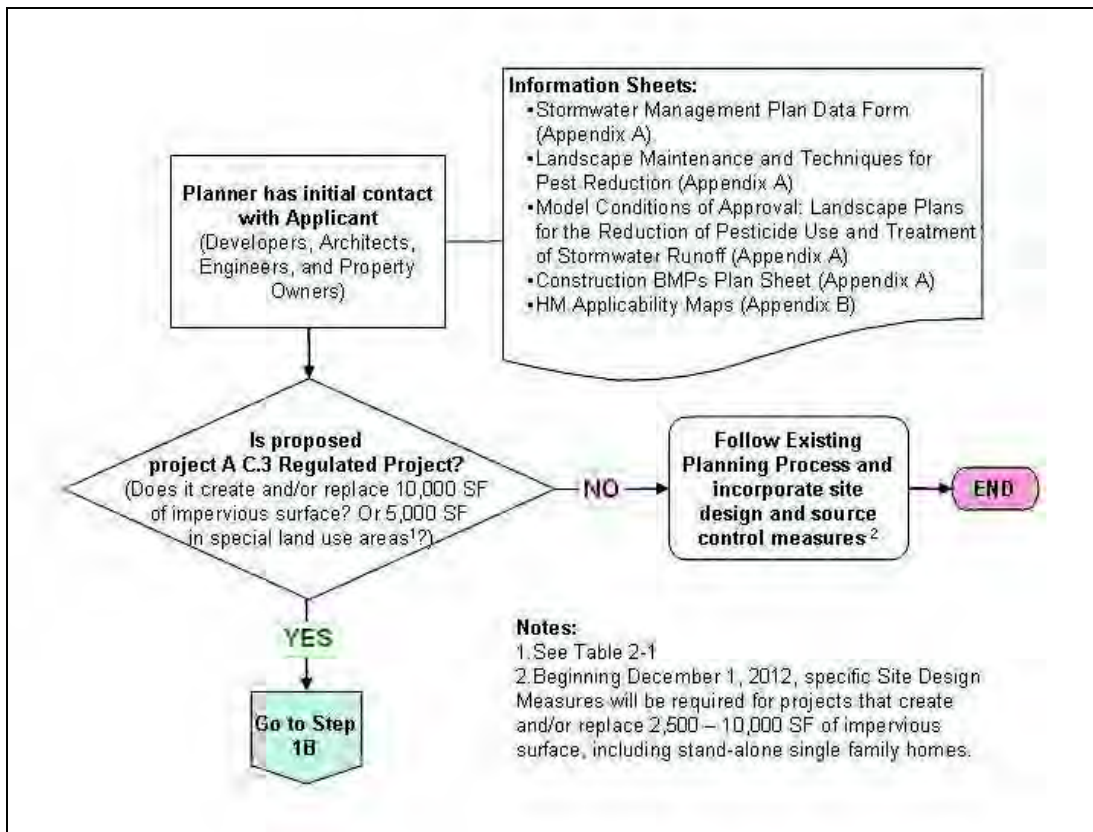 Information Sheets:
•Stormwater Management Plan Data Form
(Appendix A)
•Landscape Maintenance and Techniques for
Pest Reduction (Appendix A)
•Model Conditions of Approval: Landscape Plans
for the Reduction of Pesticide Use and Treatment
of Stormwater Runoff (Appendix A)
•Construction BMPs Plan Sheet (Appendix A)
•HM Applicability Maps (Appendix B)
Planner has initial contact
with Applicant
(Developers, Architects,
Engineers, and Property
Owners)
Is proposed
project A C.3 Regulated Project?
(Does it create and/or replace 10,000 SF
of impervious surface? Or 5,000 SF
in special land use areas¹?)
NO
Follow Existing
Planning Process and
incorporate site
design and source
control measures ²
END
YES
Go to Step
1B
Notes:
1.See Table 2-1
2.Beginning December 1, 2012, specific Site Design
Measures will be required for projects that create
and/or replace 2,500 – 10,000 SF of impervious
surface, including stand-alone single family homes.